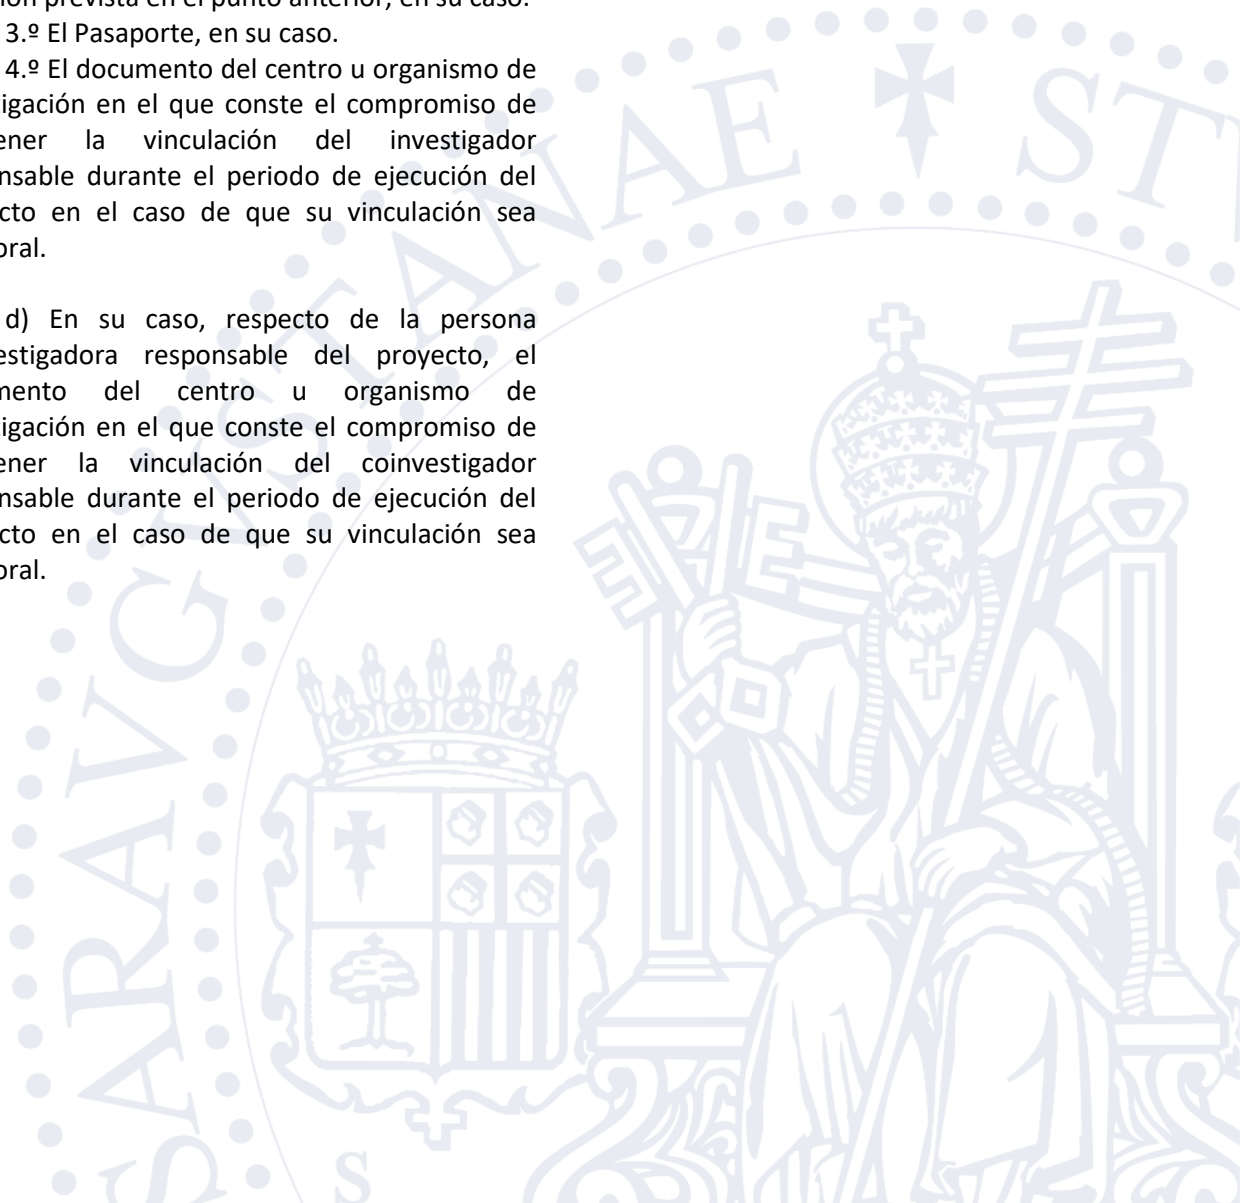 ión prevista en el punto anterior, en su caso.
3.º El Pasaporte, en su caso.
4.º El documento del centro u organismo de
tigación en el que conste el compromiso de
ener la vinculación del investigador
nsable durante el periodo de ejecución del
cto en el caso de que su vinculación sea
oral.
d) En su caso, respecto de la persona
estigadora responsable del proyecto, el
mento del centro u organismo de
tigación en el que conste el compromiso de
ener la vinculación del coinvestigador
nsable durante el periodo de ejecución del
cto en el caso de que su vinculación sea
oral.
SARAVGVSTANAE ST
S